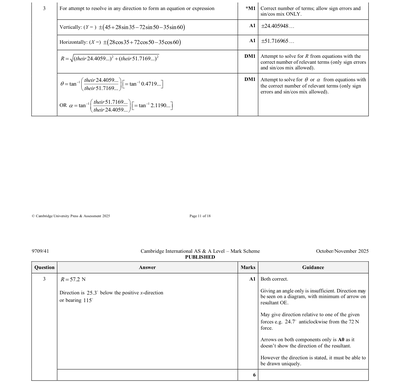 3 For attempt to resolve in any direction to form an equation or expression *M1 Correct number of terms; allow sign errors and sin/cos mix ONLY.
Vertically: (Y = ) ±(45+28sin35−72sin50−35sin60) A1 ±24.405948…
Horizontally: (X =) ±(28cos35+72cos50−35cos60) A1 ±51.716965…
R = √((their 24.4059...)² + (their 51.7169...)²) DM1 Attempt to solve for R from equations with correct number of relevant terms (only sign errors and sin/cos mix allowed).
θ = tan⁻¹(their 24.4059.../their 51.7169...)[= tan⁻¹ 0.4719...] DM1 Attempt to solve for θ or α from equations with the correct number of relevant terms (only sign errors and sin/cos mix allowed).
OR α = tan⁻¹(their 51.7169.../their 24.4059...)[= tan⁻¹ 2.1190...]
© Cambridge University Press & Assessment 2025 Page 11 of 18
9709/41 Cambridge International AS & A Level – Mark Scheme October/November 2025
PUBLISHED
Question Answer Marks Guidance
3 R = 57.2 N A1 Both correct.
Direction is 25.3° below the positive x-direction
or bearing 115°
Giving an angle only is insufficient. Direction may
be seen on a diagram, with minimum of arrow on
resultant OE.
May give direction relative to one of the given
forces e.g. 24.7° anticlockwise from the 72 N
force.
Arrows on both components only is A0 as it
doesn't show the direction of the resultant.
However the direction is stated, it must be able to
be drawn uniquely.
6